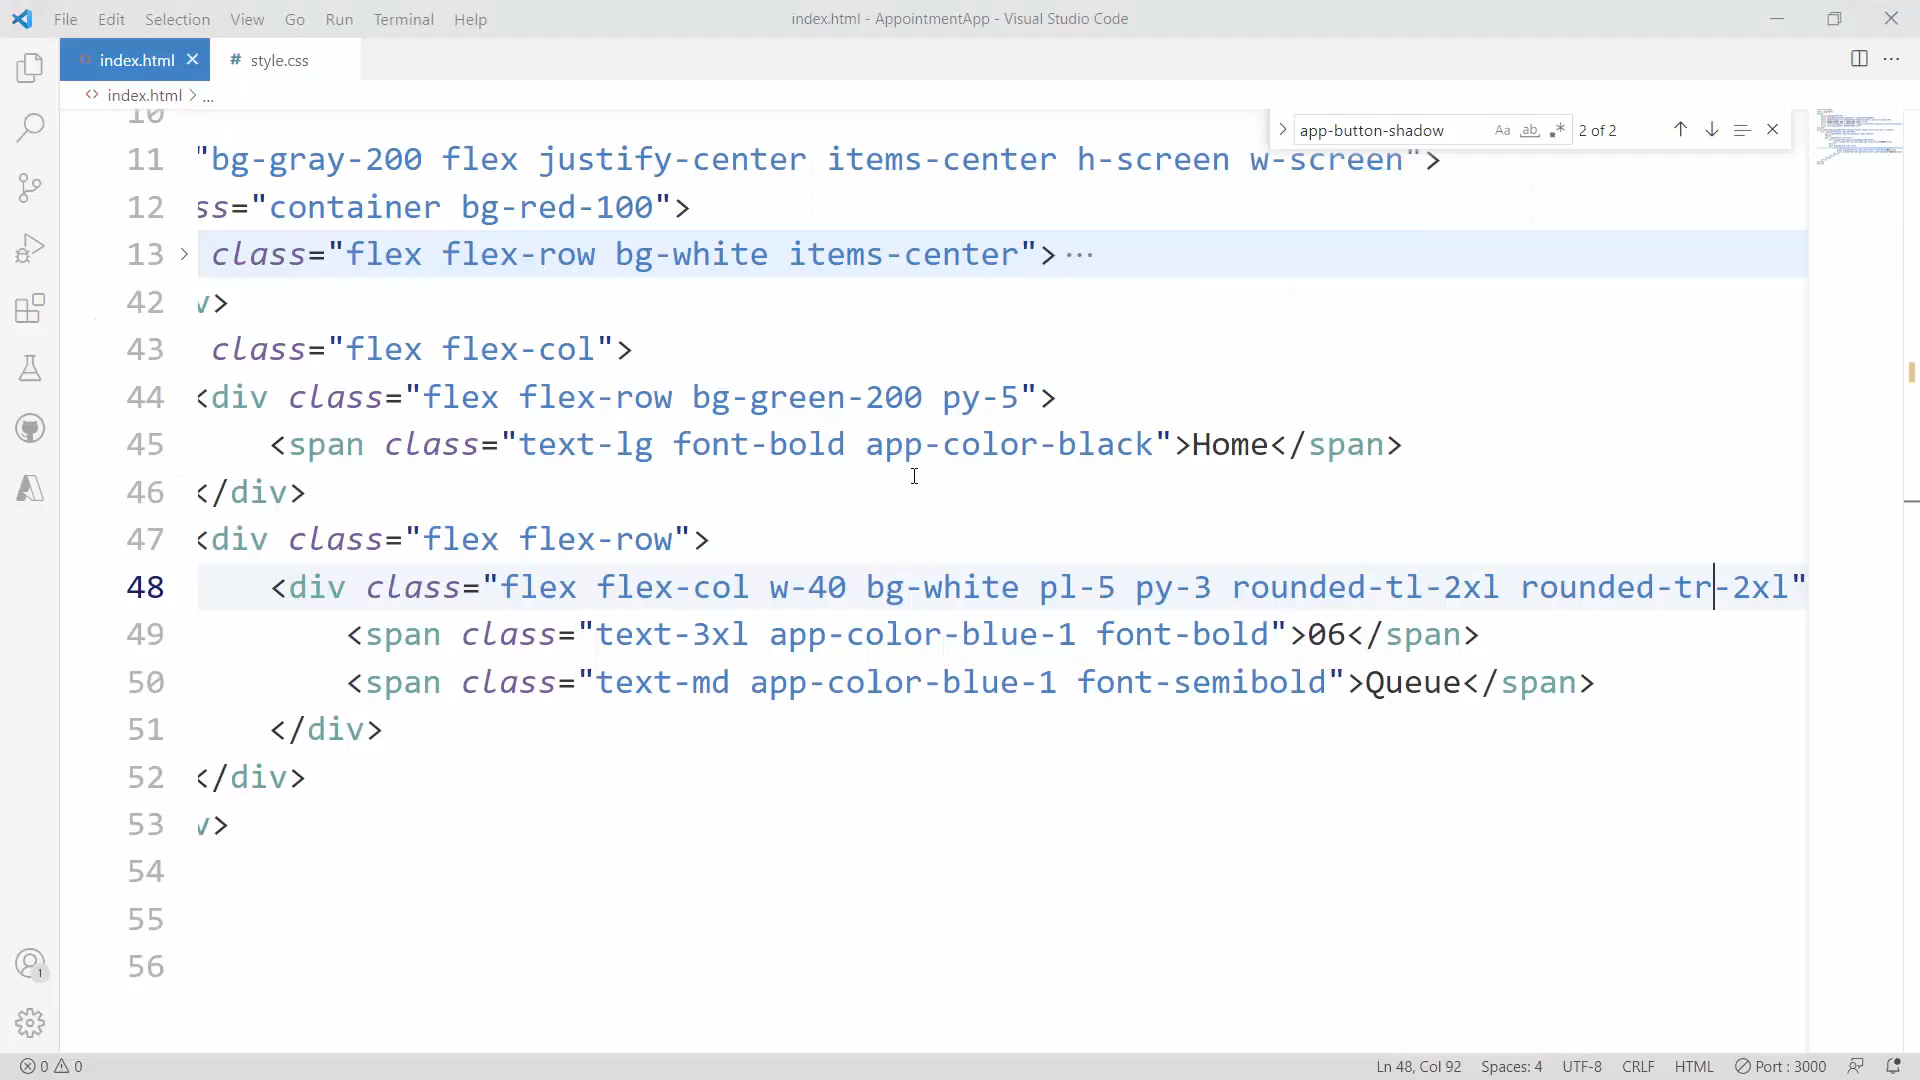 File Edit Selection View Go Run Terminal Help index.html - AppointmentApp - Visual Studio Code
index.html # style.css
index.html > ...
app-button-shadow Aa ab 2 of 2
10
11 "bg-gray-200 flex justify-center items-center h-screen w-screen">
12 ss="container bg-red-100">
13 class="flex flex-row bg-white items-center">...
42 v>
43 class="flex flex-col">
44 <div class="flex flex-row bg-green-200 py-5">
45 <span class="text-lg font-bold app-color-black">Home</span>
46 </div>
47 <div class="flex flex-row">
48 <div class="flex flex-col w-40 bg-white pl-5 py-3 rounded-tl-2xl rounded-tr-2xl"
49 <span class="text-3xl app-color-blue-1 font-bold">06</span>
50 <span class="text-md app-color-blue-1 font-semibold">Queue</span>
51 </div>
52 </div>
53 v>
54
55
56
1
0 0 Ln 48, Col 92 Spaces: 4 UTF-8 CRLF HTML Port : 3000